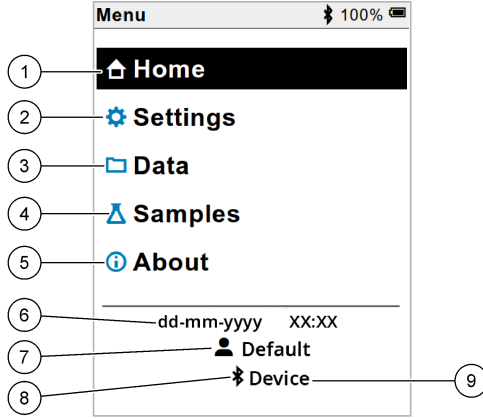 Menu 100%
1 Home
2 Settings
3 Data
4 Samples
5 About
6 dd-mm-yyyy XX:XX
7 Default
8 Device 9